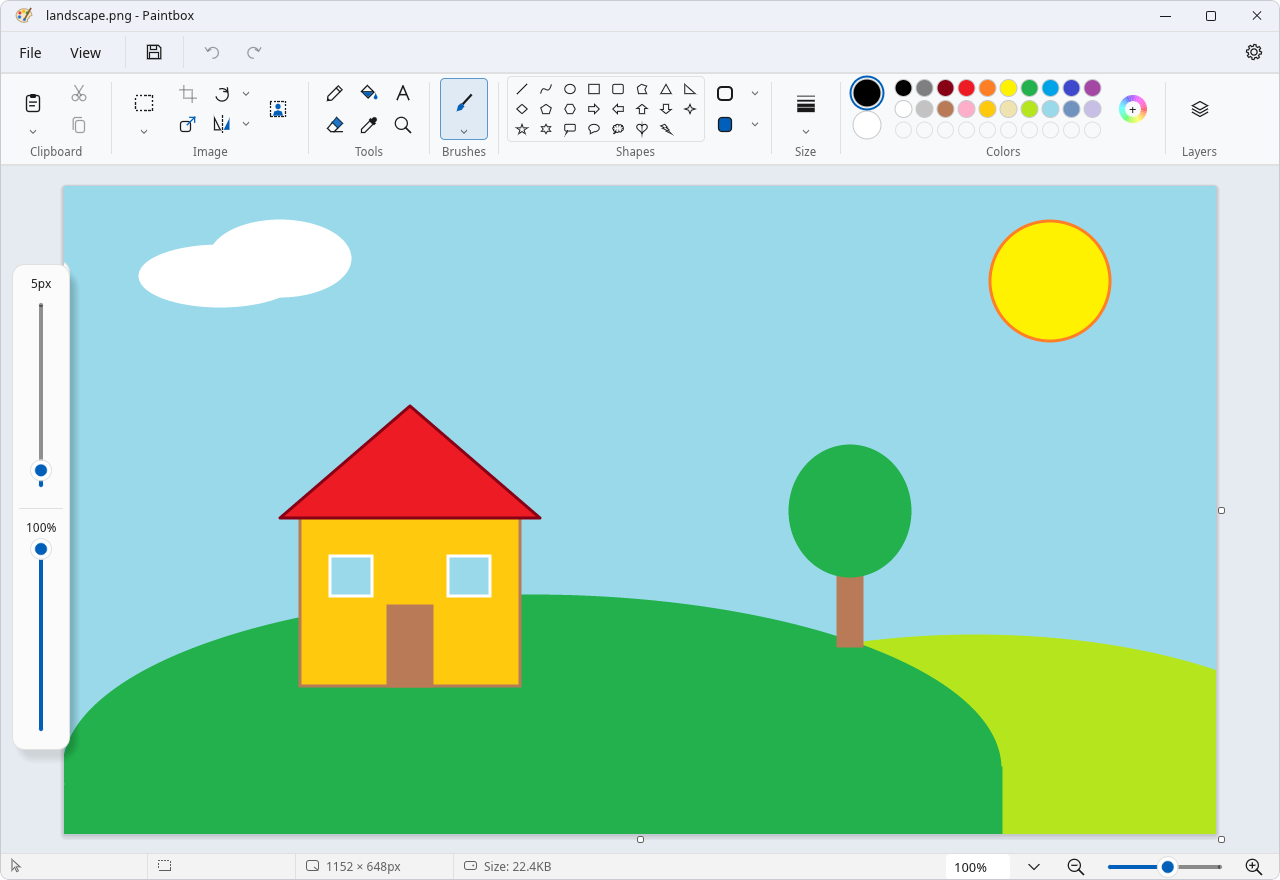 landscape.png - Paintbox
File View
Clipboard Image Tools Brushes Shapes Size Colors Layers
5px
100%
1152 × 648px Size: 22.4KB 100%